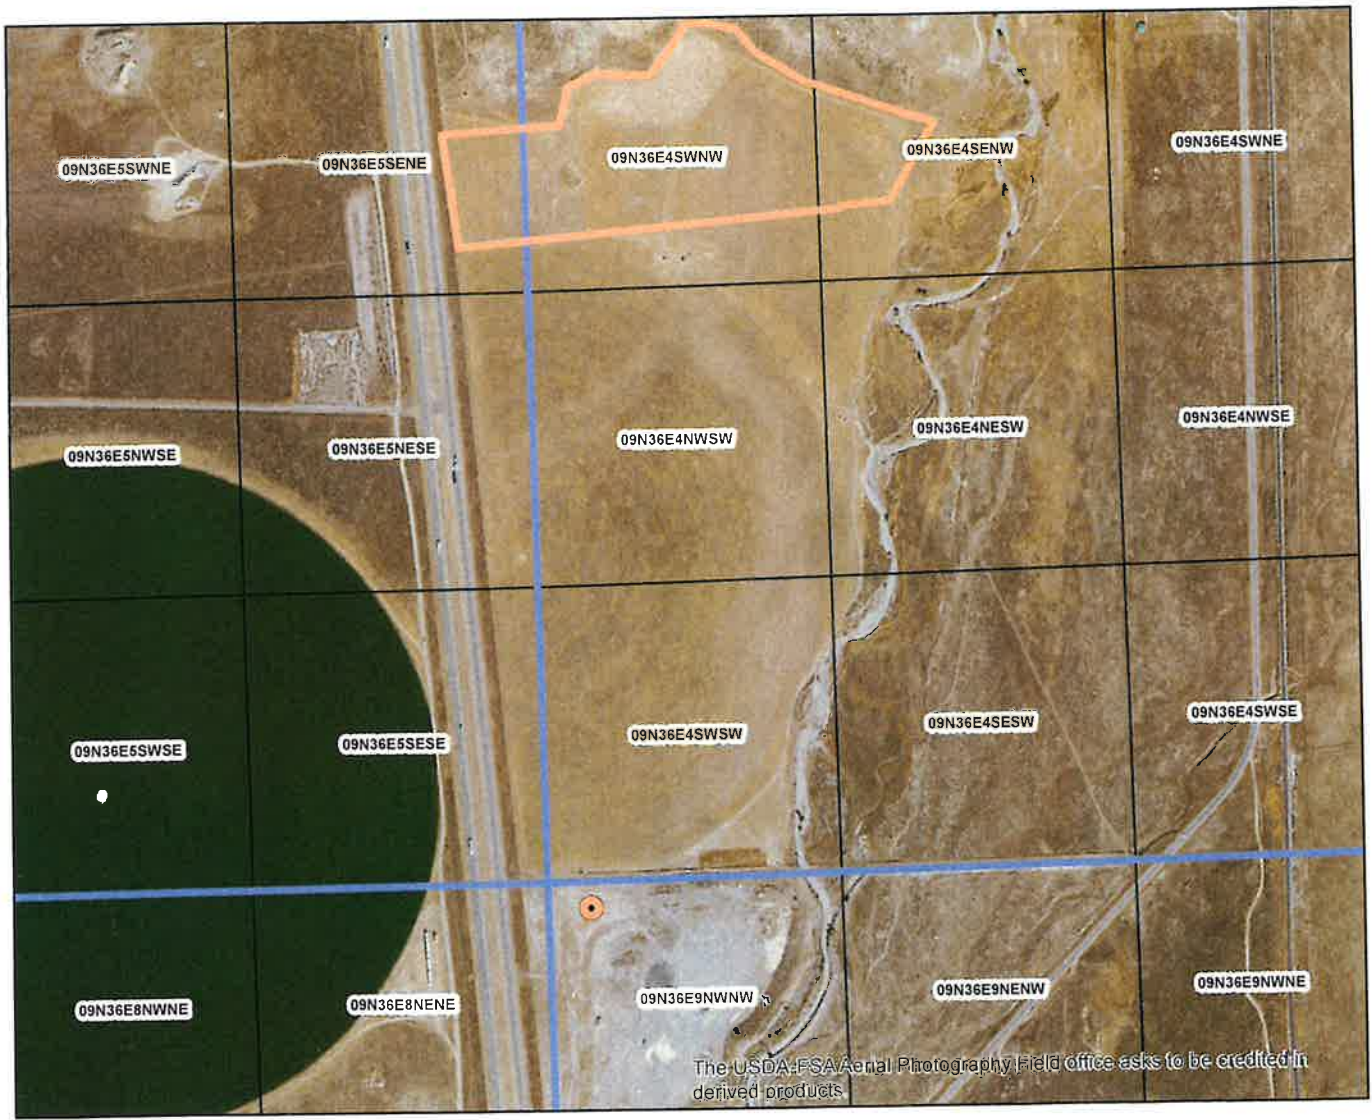 09N36E5SWNE
09N36E5SENE
09N36E4SWNW
09N36E4SENW
09N36E4SWNE
09N36E5NWSE
09N36E5NESE
09N36E4NWSW
09N36E4NESW
09N36E4NWSE
09N36E5SWSE
09N36E5SESE
09N36E4SWSW
09N36E4SESW
09N36E4SWSE
09N36E8NWNE
09N36E8NENE
09N36E9NWNW
09N36E9NENW
09N36E9NWNE
The USDA-FSA Aerial Photography Field office asks to be credited in
derived products